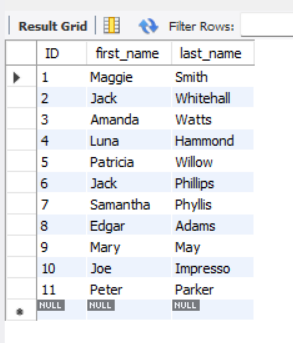 Result Grid Filter Rows:
ID first_name last_name
1 Maggie Smith
2 Jack Whitehall
3 Amanda Watts
4 Luna Hammond
5 Patricia Willow
6 Jack Phillips
7 Samantha Phyllis
8 Edgar Adams
9 Mary May
10 Joe Impresso
11 Peter Parker
NULL NULL NULL